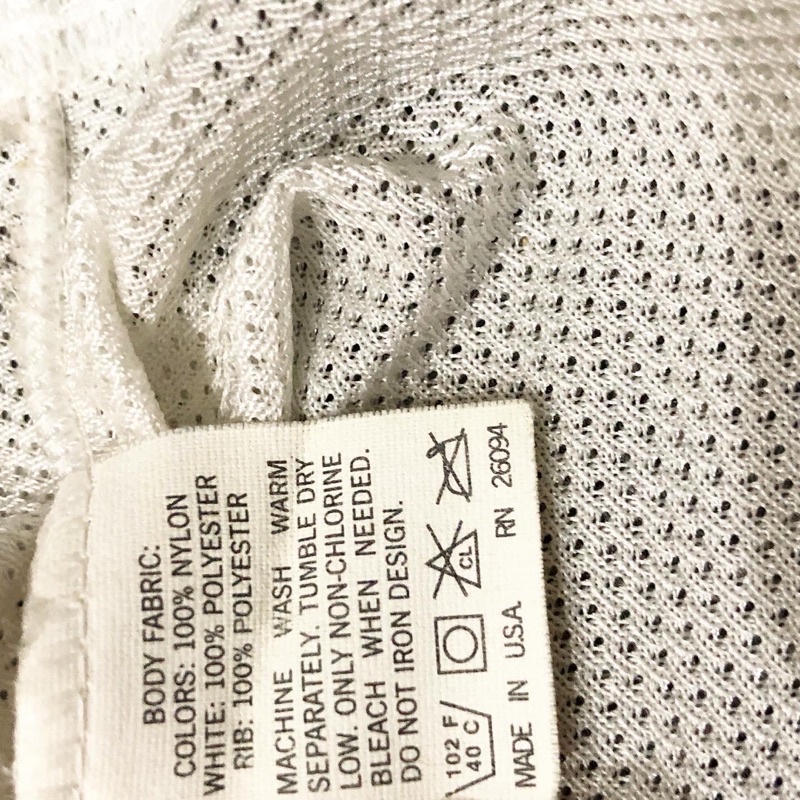 BODY FABRIC:
COLORS: 100% NYLON
WHITE: 100% POLYESTER
RIB: 100% POLYESTER
MACHINE WASH WARM
SEPARATELY. TUMBLE DRY
LOW. ONLY NON-CHLORINE
BLEACH WHEN NEEDED.
DO NOT IRON DESIGN.
102 F
40 C
CL
MADE IN U.S.A. RN 26094